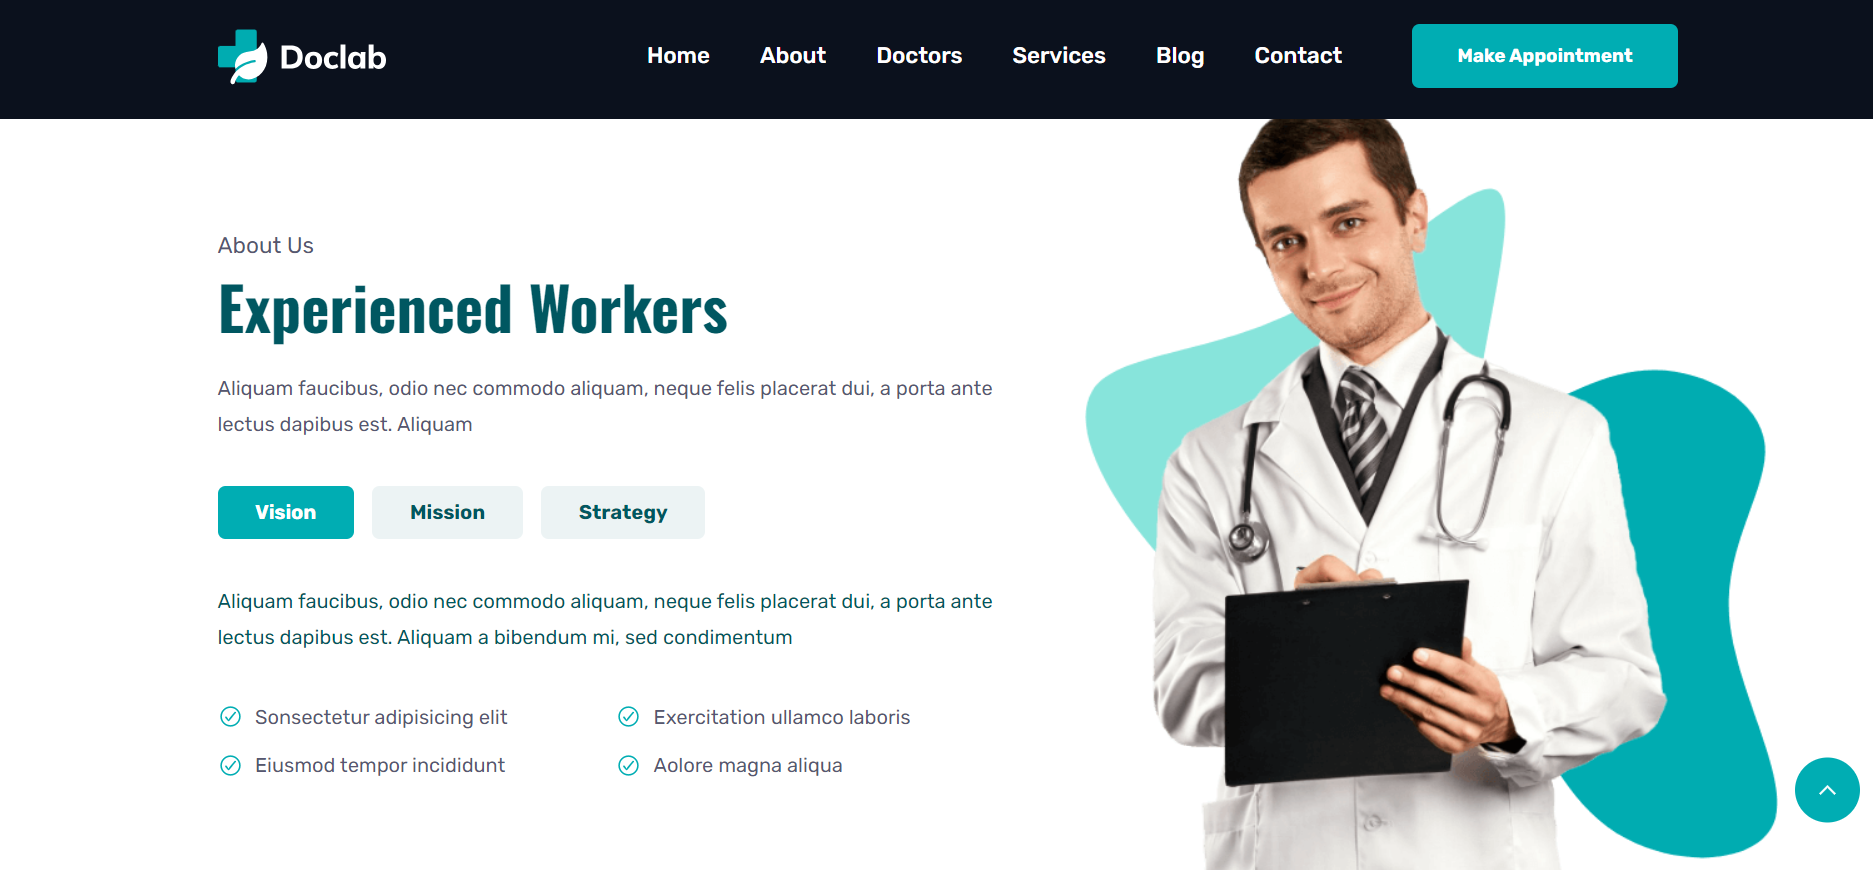 Doclab
Home About Doctors Services Blog Contact Make Appointment
About Us
Experienced Workers
Aliquam faucibus, odio nec commodo aliquam, neque felis placerat dui, a porta ante
lectus dapibus est. Aliquam
Vision Mission Strategy
Aliquam faucibus, odio nec commodo aliquam, neque felis placerat dui, a porta ante
lectus dapibus est. Aliquam a bibendum mi, sed condimentum
Sonsectetur adipisicing elit
Exercitation ullamco laboris
Eiusmod tempor incididunt
Aolore magna aliqua